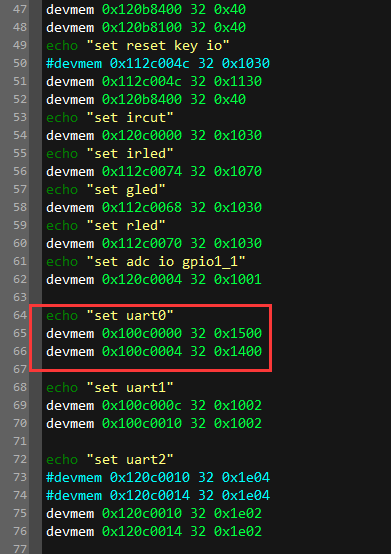 47 devmem 0x120b8400 32 0x40
48 devmem 0x120b8100 32 0x40
49 echo "set reset key io"
50 #devmem 0x112c004c 32 0x1030
51 devmem 0x112c004c 32 0x1130
52 devmem 0x120b8400 32 0x40
53 echo "set ircut"
54 devmem 0x120c0000 32 0x1030
55 echo "set irled"
56 devmem 0x112c0074 32 0x1070
57 echo "set gled"
58 devmem 0x112c0068 32 0x1030
59 echo "set rled"
60 devmem 0x112c0070 32 0x1030
61 echo "set adc io gpio1_1"
62 devmem 0x120c0004 32 0x1001
63
64 echo "set uart0"
65 devmem 0x100c0000 32 0x1500
66 devmem 0x100c0004 32 0x1400
67
68 echo "set uart1"
69 devmem 0x100c000c 32 0x1002
70 devmem 0x100c0010 32 0x1002
71
72 echo "set uart2"
73 #devmem 0x120c0010 32 0x1e04
74 #devmem 0x120c0014 32 0x1e04
75 devmem 0x120c0010 32 0x1e02
76 devmem 0x120c0014 32 0x1e02
77